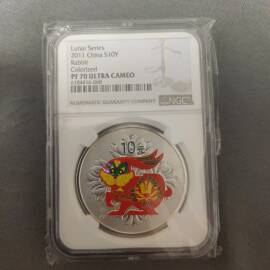 Lunar Series
2011 China S10Y
Rabbit
Colorized
PF 70 ULTRA CAMEO
NGC
NUMISMATIC GUARANTY COMPANY
10元